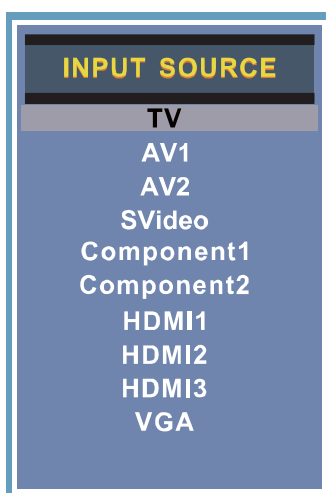 INPUT SOURCE
TV
AV1
AV2
SVideo
Component1
Component2
HDMI1
HDMI2
HDMI3
VGA